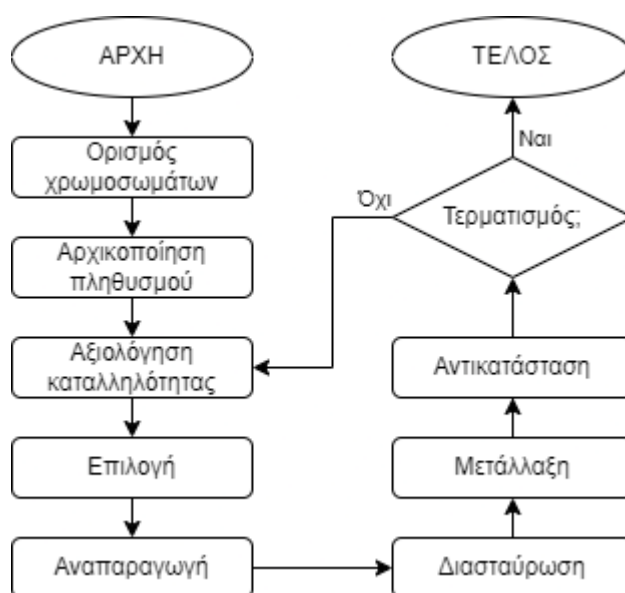 ΑΡΧΗ
Ορισμός
χρωμοσωμάτων
Αρχικοποίηση
πληθυσμού
Αξιολόγηση
καταλληλότητας
Επιλογή
Αναπαραγωγή
Διασταύρωση
Μετάλλαξη
Αντικατάσταση
Τερματισμός;
Όχι
Ναι
ΤΕΛΟΣ